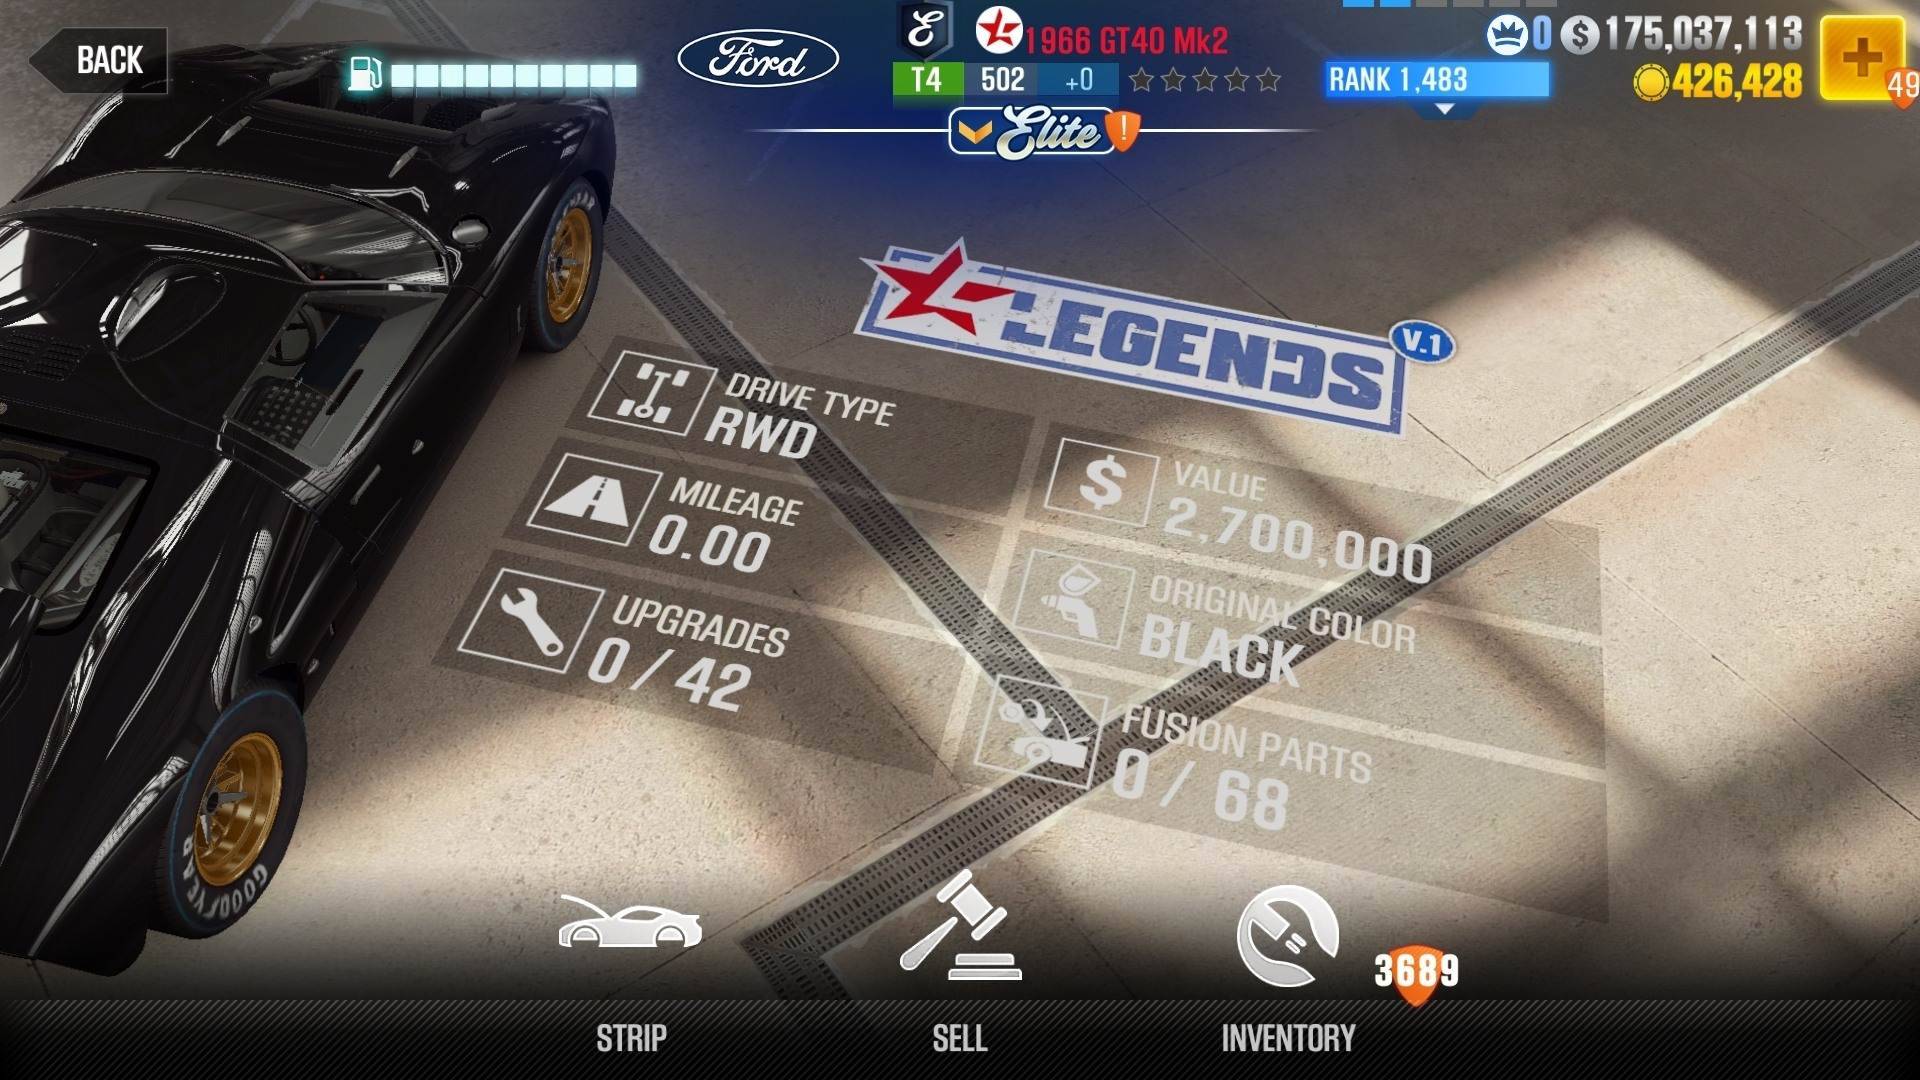 BACK
Ford
1966 GT40 Mk2
T4 502 +0
Elite !
RANK 1,483
0 $ 175,037,113
426,428
49
LEGENDS
V.1
DRIVE TYPE
RWD
MILEAGE
0.00
UPGRADES
0 / 42
$ VALUE
2,700,000
ORIGINAL COLOR
BLACK
FUSION PARTS
0 / 68
GOODYEAR
3689
STRIP
SELL
INVENTORY